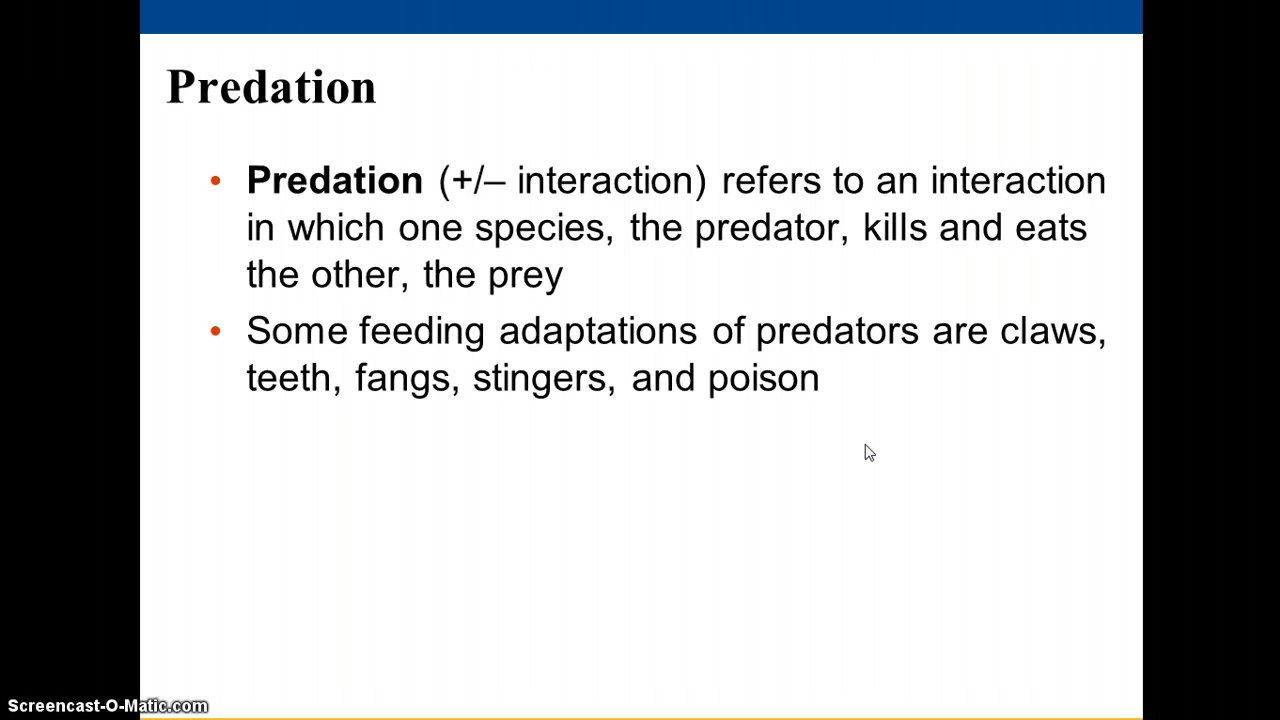 Predation
• Predation (+/– interaction) refers to an interaction
in which one species, the predator, kills and eats
the other, the prey
• Some feeding adaptations of predators are claws,
teeth, fangs, stingers, and poison
Screencast-O-Matic.com